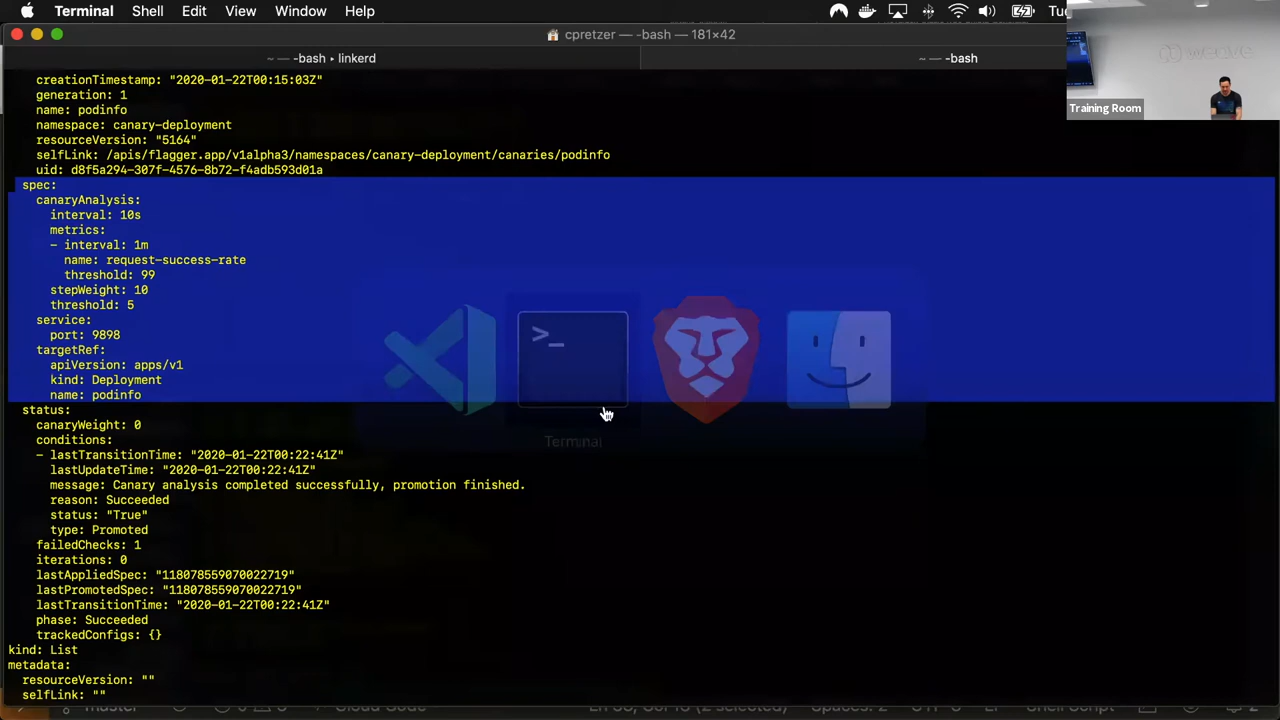 Terminal Shell Edit View Window Help
cpretzer — -bash — 181×42
~ — -bash ▸ linkerd
~ — -bash
weave
Training Room
creationTimestamp: "2020-01-22T00:15:03Z"
generation: 1
name: podinfo
namespace: canary-deployment
resourceVersion: "5164"
selfLink: /apis/flagger.app/v1alpha3/namespaces/canary-deployment/canaries/podinfo
uid: d8f5a294-307f-4576-8b72-f4adb593d01a
spec:
canaryAnalysis:
interval: 10s
metrics:
- interval: 1m
name: request-success-rate
threshold: 99
stepWeight: 10
threshold: 5
service:
port: 9898
targetRef:
apiVersion: apps/v1
kind: Deployment
name: podinfo
status:
canaryWeight: 0
conditions:
- lastTransitionTime: "2020-01-22T00:22:41Z"
lastUpdateTime: "2020-01-22T00:22:41Z"
message: Canary analysis completed successfully, promotion finished.
reason: Succeeded
status: "True"
type: Promoted
failedChecks: 1
iterations: 0
lastAppliedSpec: "118078559070022719"
lastPromotedSpec: "118078559070022719"
lastTransitionTime: "2020-01-22T00:22:41Z"
phase: Succeeded
trackedConfigs: {}
kind: List
metadata:
resourceVersion: ""
selfLink: ""
Terminal
master Cloud Code Shell Script